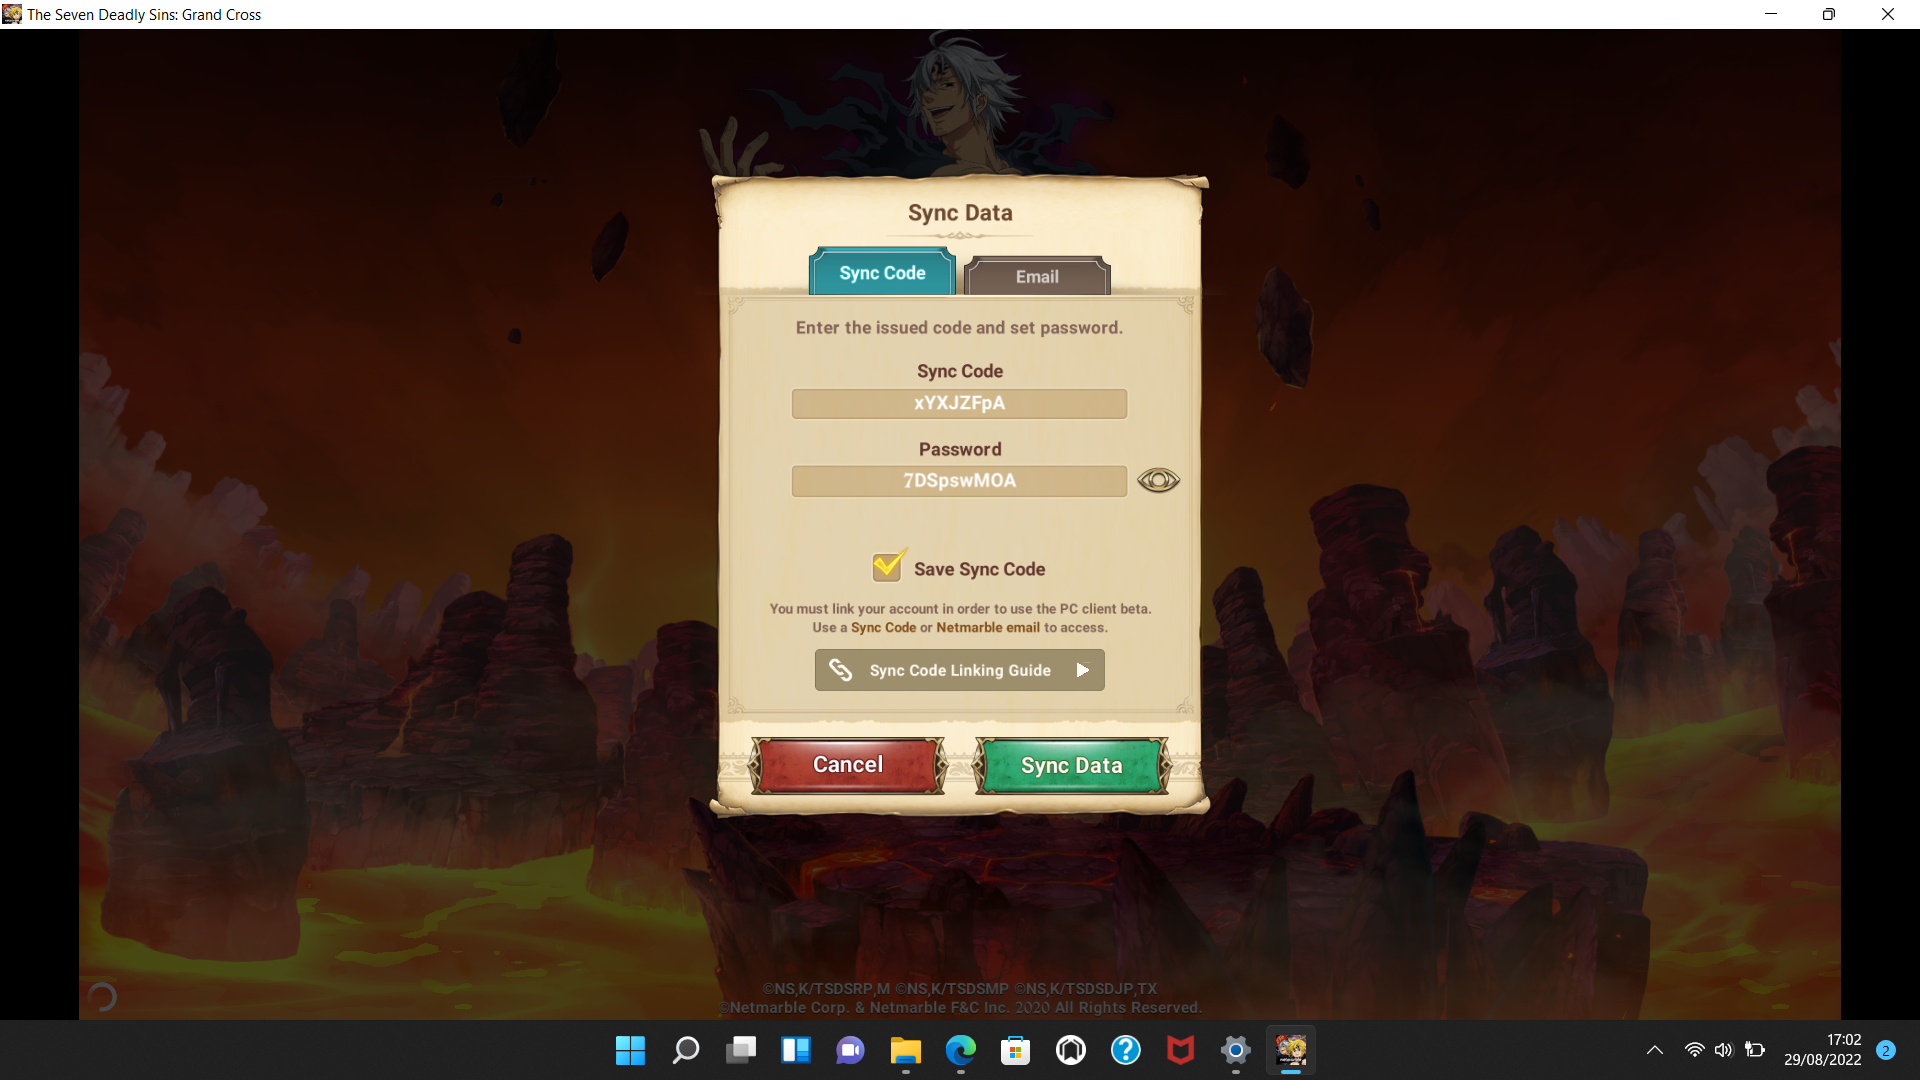 The Seven Deadly Sins: Grand Cross
Sync Data
Sync Code
Email
Enter the issued code and set password.
Sync Code
xYXJZFpA
Password
7DSpswMOA
Save Sync Code
You must link your account in order to use the PC client beta.
Use a Sync Code or Netmarble email to access.
Sync Code Linking Guide
Cancel
Sync Data
©NS,K/TSDSRP,M ©NS,K/TSDSMP ©NS,K/TSDSDJP,TX
©Netmarble Corp. & Netmarble F&C Inc. 2020 All Rights Reserved.
17:02
29/08/2022
2